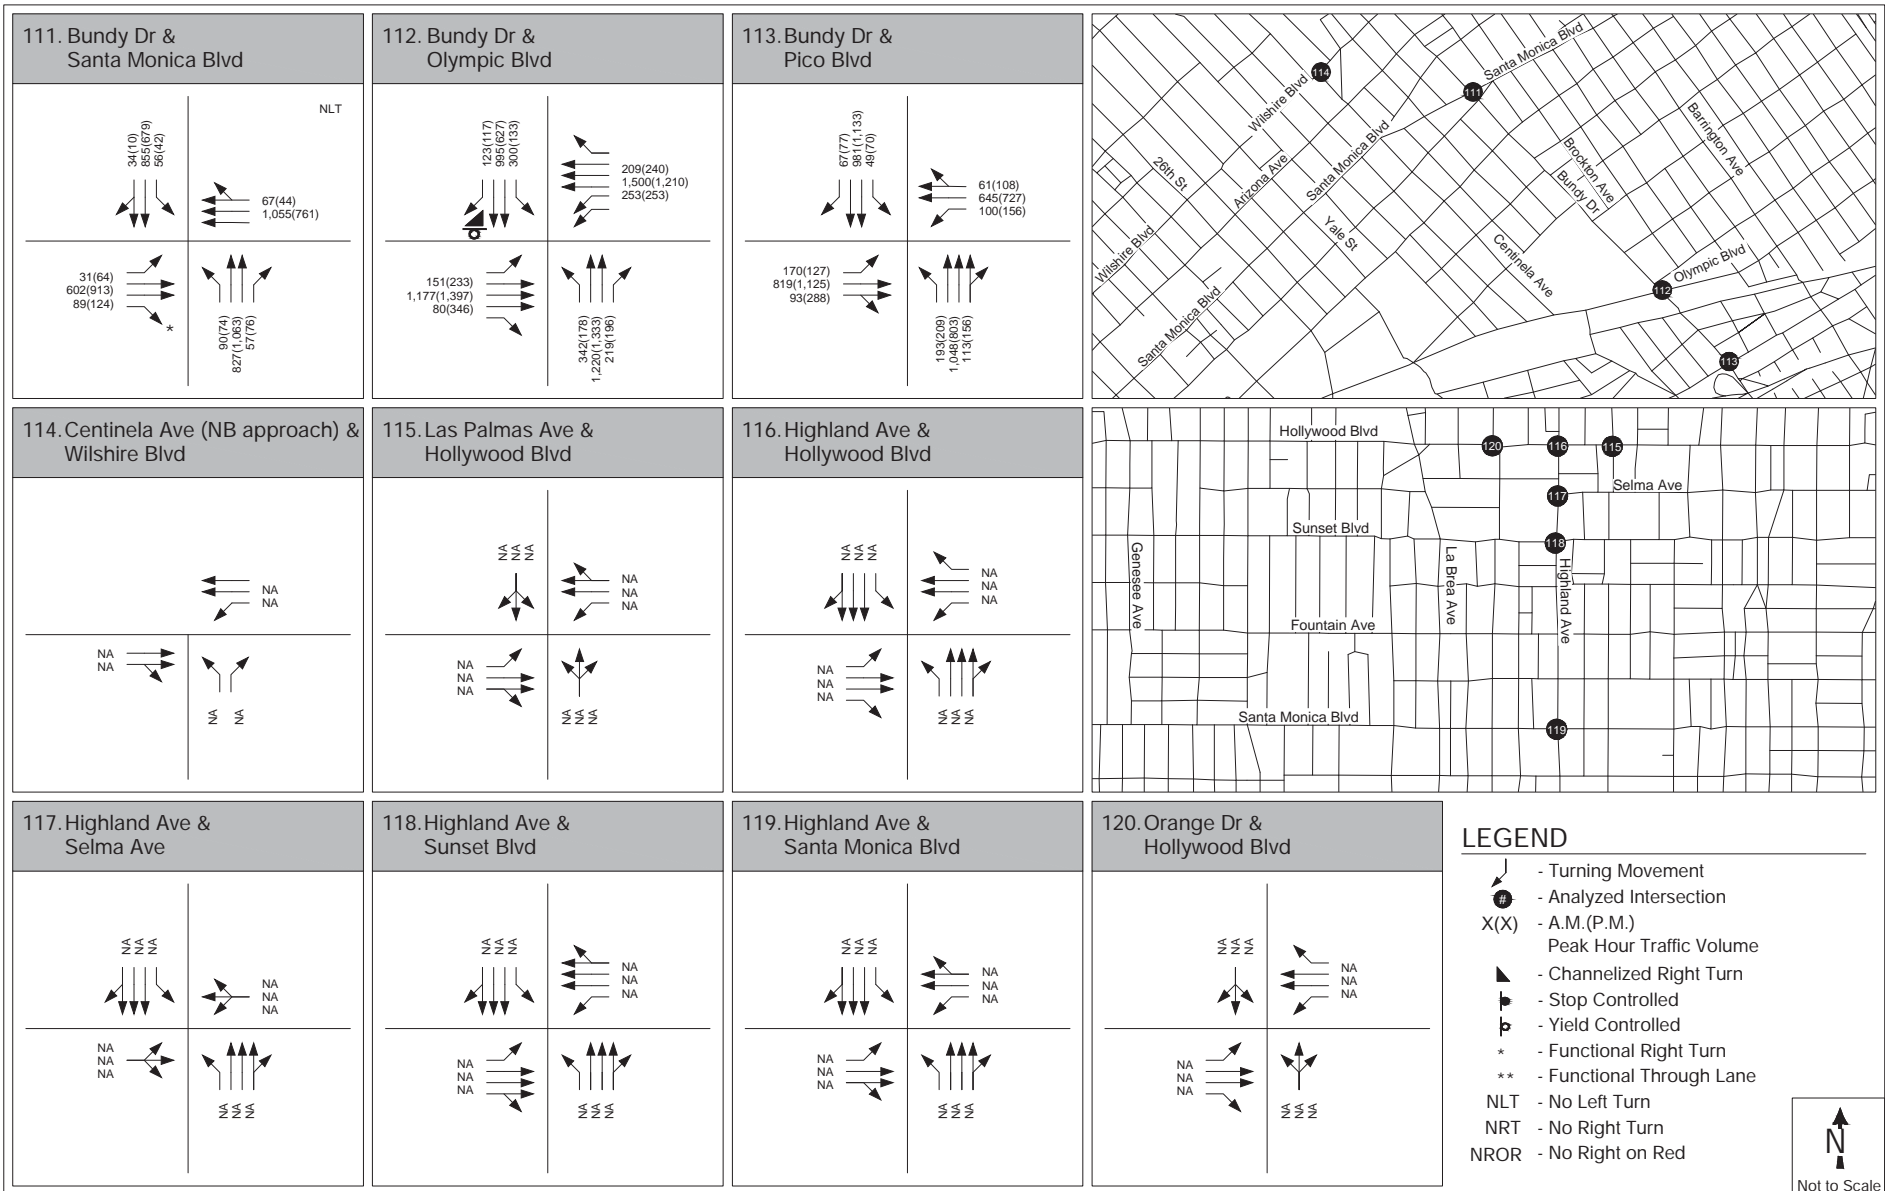 111. Bundy Dr &
Santa Monica Blvd
NLT
34(10)
855(679)
56(42)
67(44)
1,055(761)
31(64)
602(913)
89(124)
*
90(74)
827(1,063)
57(76)
112. Bundy Dr &
Olympic Blvd
123(117)
995(627)
300(133)
209(240)
1,500(1,210)
253(253)
151(233)
1,177(1,397)
80(346)
342(178)
1,220(1,333)
219(196)
113. Bundy Dr &
Pico Blvd
67(77)
981(1,133)
49(70)
61(108)
645(727)
100(156)
170(127)
819(1,125)
93(288)
193(209)
1,048(803)
113(156)
Santa Monica Blvd
114
111
Wilshire Blvd
Barrington Ave
Santa Monica Blvd
Brockton Ave
26th St
Arizona Ave
Bundy Dr
Yale St
Wilshire Blvd
Centinela Ave
Olympic Blvd
112
Santa Monica Blvd
113
114. Centinela Ave (NB approach) &
Wilshire Blvd
NA
NA
NA
NA
NA
NA
115. Las Palmas Ave &
Hollywood Blvd
NA
NA
NA
NA
NA
NA
NA
NA
NA
NA
NA
NA
116. Highland Ave &
Hollywood Blvd
NA
NA
NA
NA
NA
NA
NA
NA
NA
NA
NA
NA
Hollywood Blvd
120
116
115
Selma Ave
117
Sunset Blvd
118
Genesee Ave
La Brea Ave
Highland Ave
Fountain Ave
Santa Monica Blvd
119
117. Highland Ave &
Selma Ave
NA
NA
NA
NA
NA
NA
NA
NA
NA
NA
NA
NA
118. Highland Ave &
Sunset Blvd
NA
NA
NA
NA
NA
NA
NA
NA
NA
NA
NA
NA
119. Highland Ave &
Santa Monica Blvd
NA
NA
NA
NA
NA
NA
NA
NA
NA
NA
NA
NA
120. Orange Dr &
Hollywood Blvd
NA
NA
NA
NA
NA
NA
NA
NA
NA
NA
NA
NA
LEGEND
- Turning Movement
# - Analyzed Intersection
X(X) - A.M.(P.M.)
Peak Hour Traffic Volume
- Channelized Right Turn
- Stop Controlled
- Yield Controlled
* - Functional Right Turn
** - Functional Through Lane
NLT - No Left Turn
NRT - No Right Turn
NROR - No Right on Red
N
Not to Scale